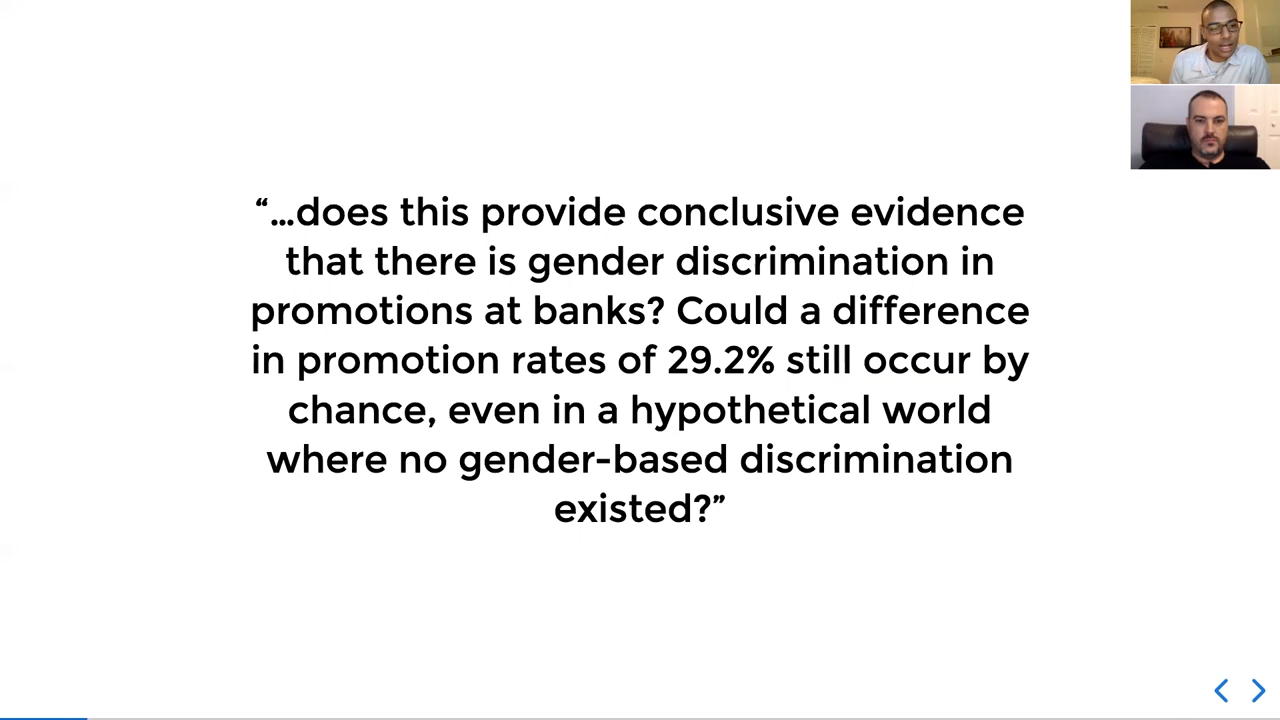 “...does this provide conclusive evidence
that there is gender discrimination in
promotions at banks? Could a difference
in promotion rates of 29.2% still occur by
chance, even in a hypothetical world
where no gender-based discrimination
existed?”